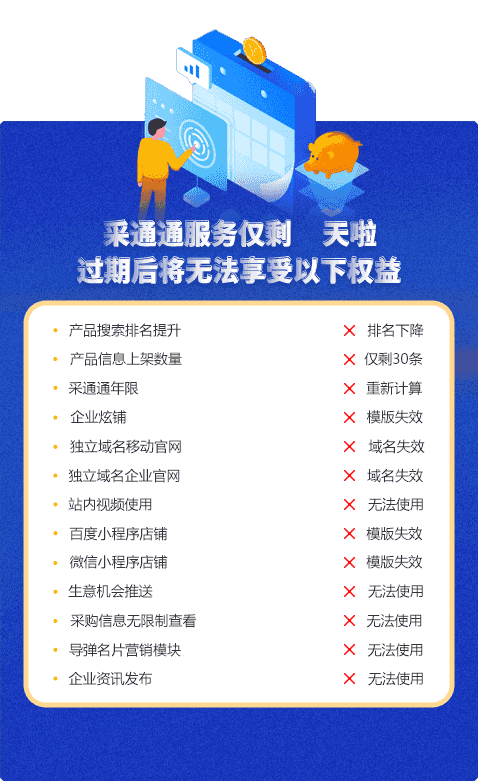 采通通服务仅剩 天啦
过期后将无法享受以下权益
产品搜索排名提升 × 排名下降
产品信息上架数量 × 仅剩30条
采通通年限 × 重新计算
企业炫铺 × 模版失效
独立域名移动官网 × 域名失效
独立域名企业官网 × 域名失效
站内视频使用 × 无法使用
百度小程序店铺 × 模版失效
微信小程序店铺 × 模版失效
生意机会推送 × 无法使用
采购信息无限制查看 × 无法使用
导弹名片营销模块 × 无法使用
企业资讯发布 × 无法使用